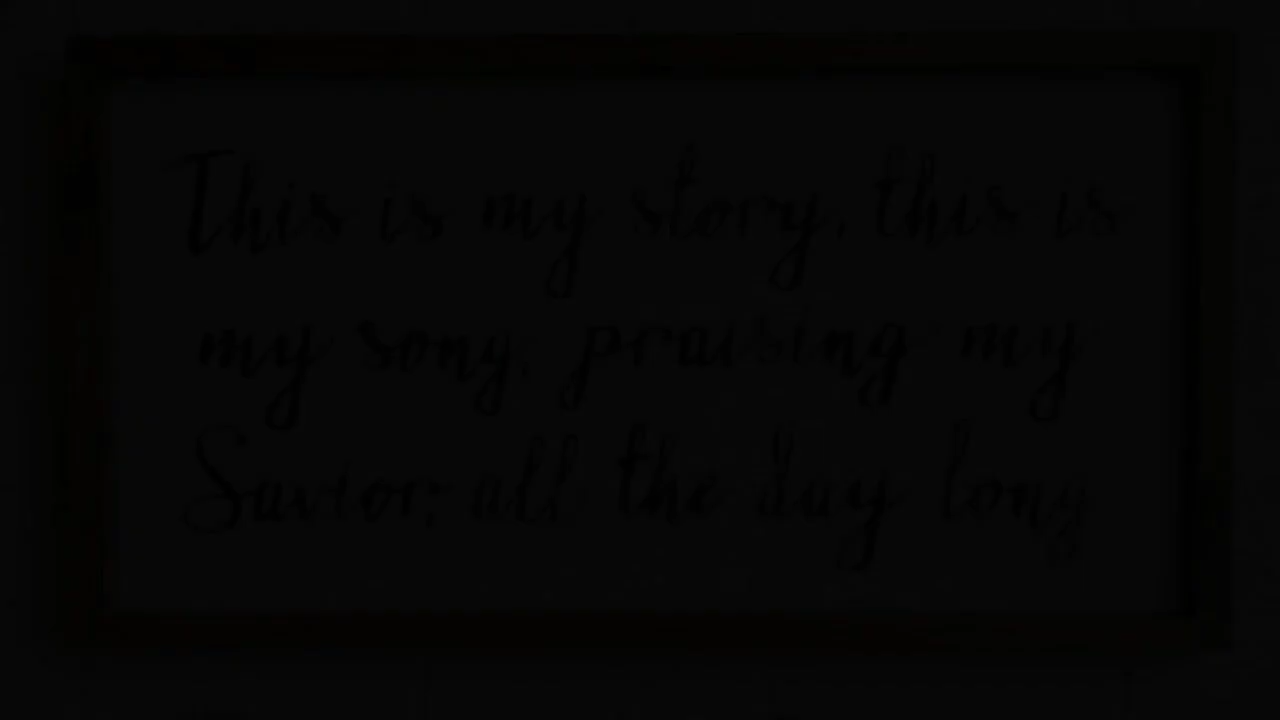 This is my story, this is
my song, praising my
Savior, all the day long